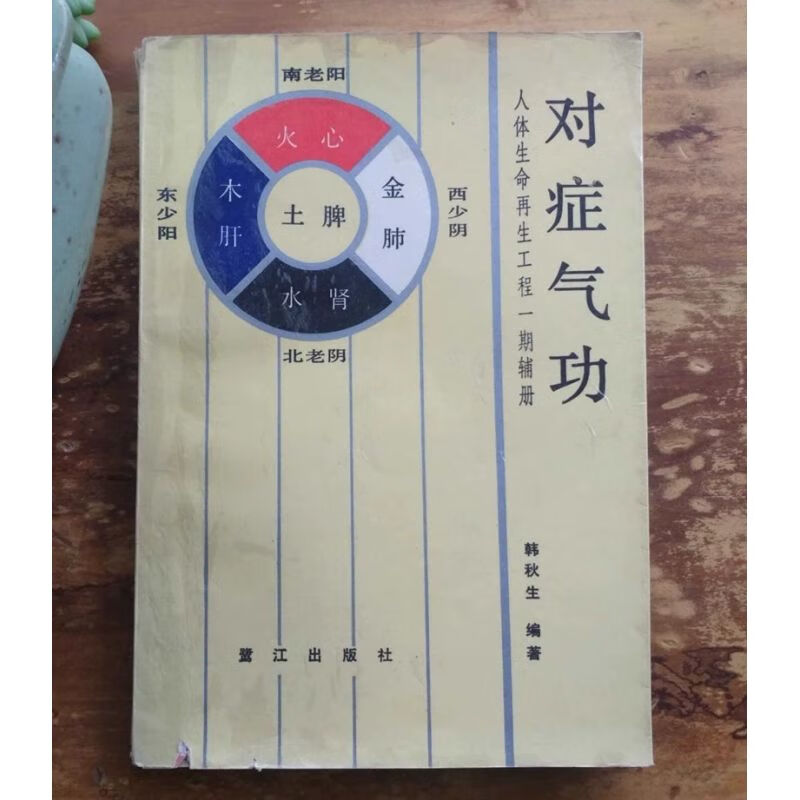 对症气功
人体生命再生工程一期辅册
韩秋生 编著
南老阳
火心
东少阳
木肝
土脾
金肺
西少阴
水肾
北老阴
鹭江出版社